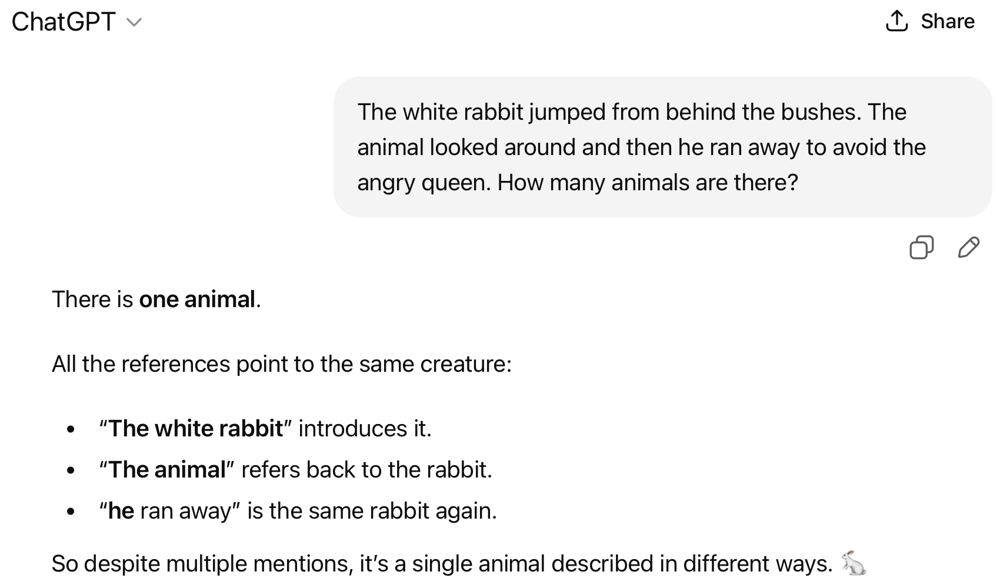 ChatGPT
Share
The white rabbit jumped from behind the bushes. The
animal looked around and then he ran away to avoid the
angry queen. How many animals are there?
There is one animal.
All the references point to the same creature:
• “The white rabbit” introduces it.
• “The animal” refers back to the rabbit.
• “he ran away” is the same rabbit again.
So despite multiple mentions, it’s a single animal described in different ways. 🐇